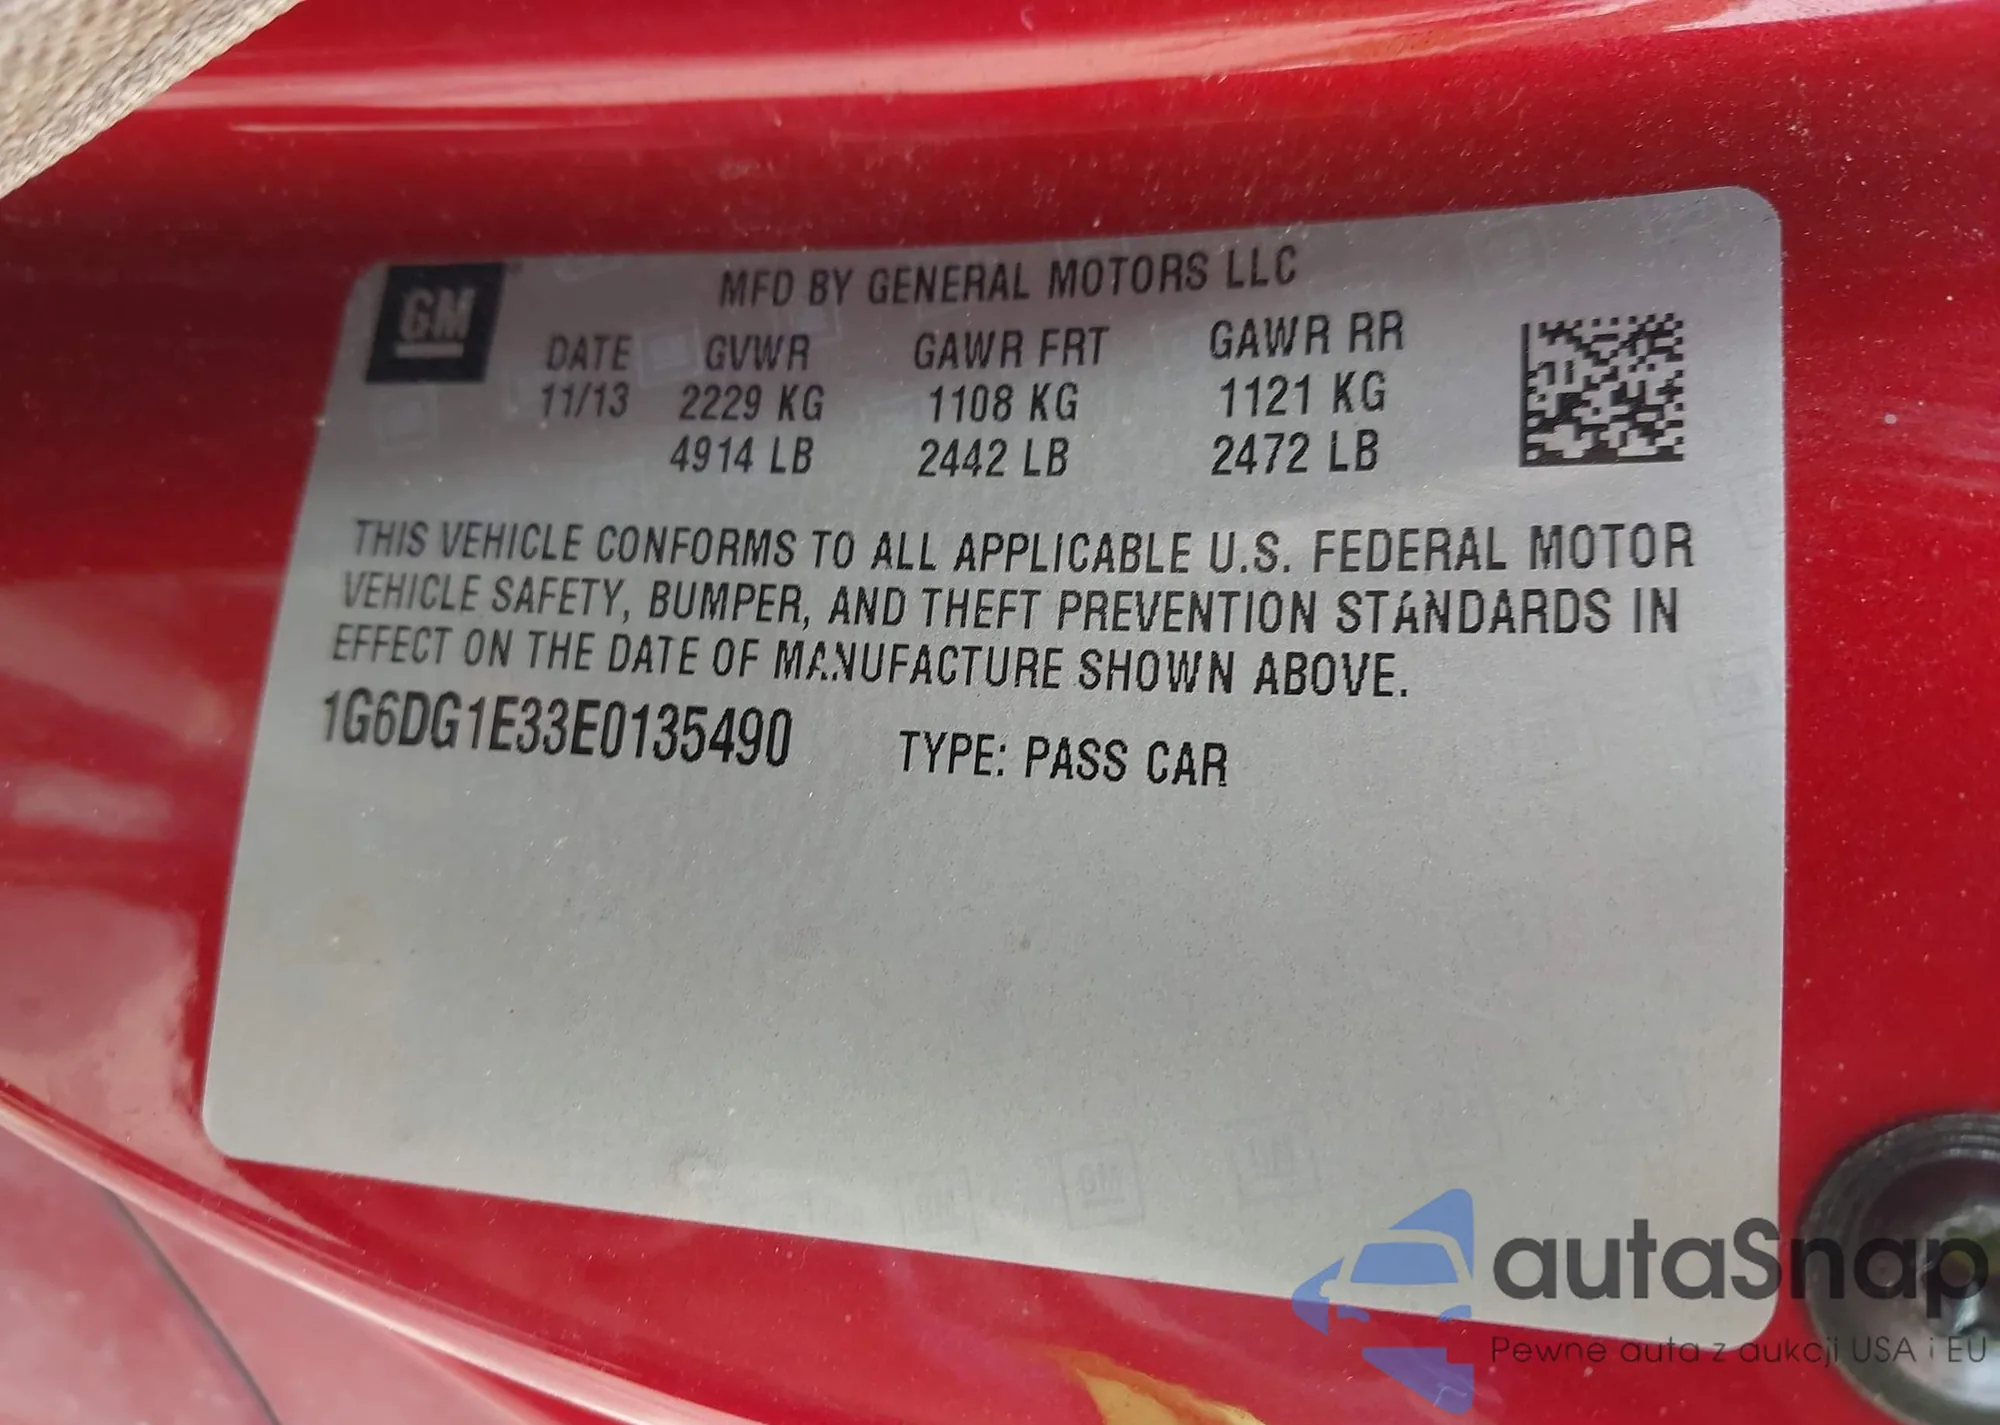 GM
MFD BY GENERAL MOTORS LLC
DATE GVWR GAWR FRT GAWR RR
11/13 2229 KG 1108 KG 1121 KG
4914 LB 2442 LB 2472 LB
THIS VEHICLE CONFORMS TO ALL APPLICABLE U.S. FEDERAL MOTOR
VEHICLE SAFETY, BUMPER, AND THEFT PREVENTION STANDARDS IN
EFFECT ON THE DATE OF MANUFACTURE SHOWN ABOVE.
1G6DG1E33E0135490 TYPE: PASS CAR
autaSnap
Pewne auta z aukcji USA i EU